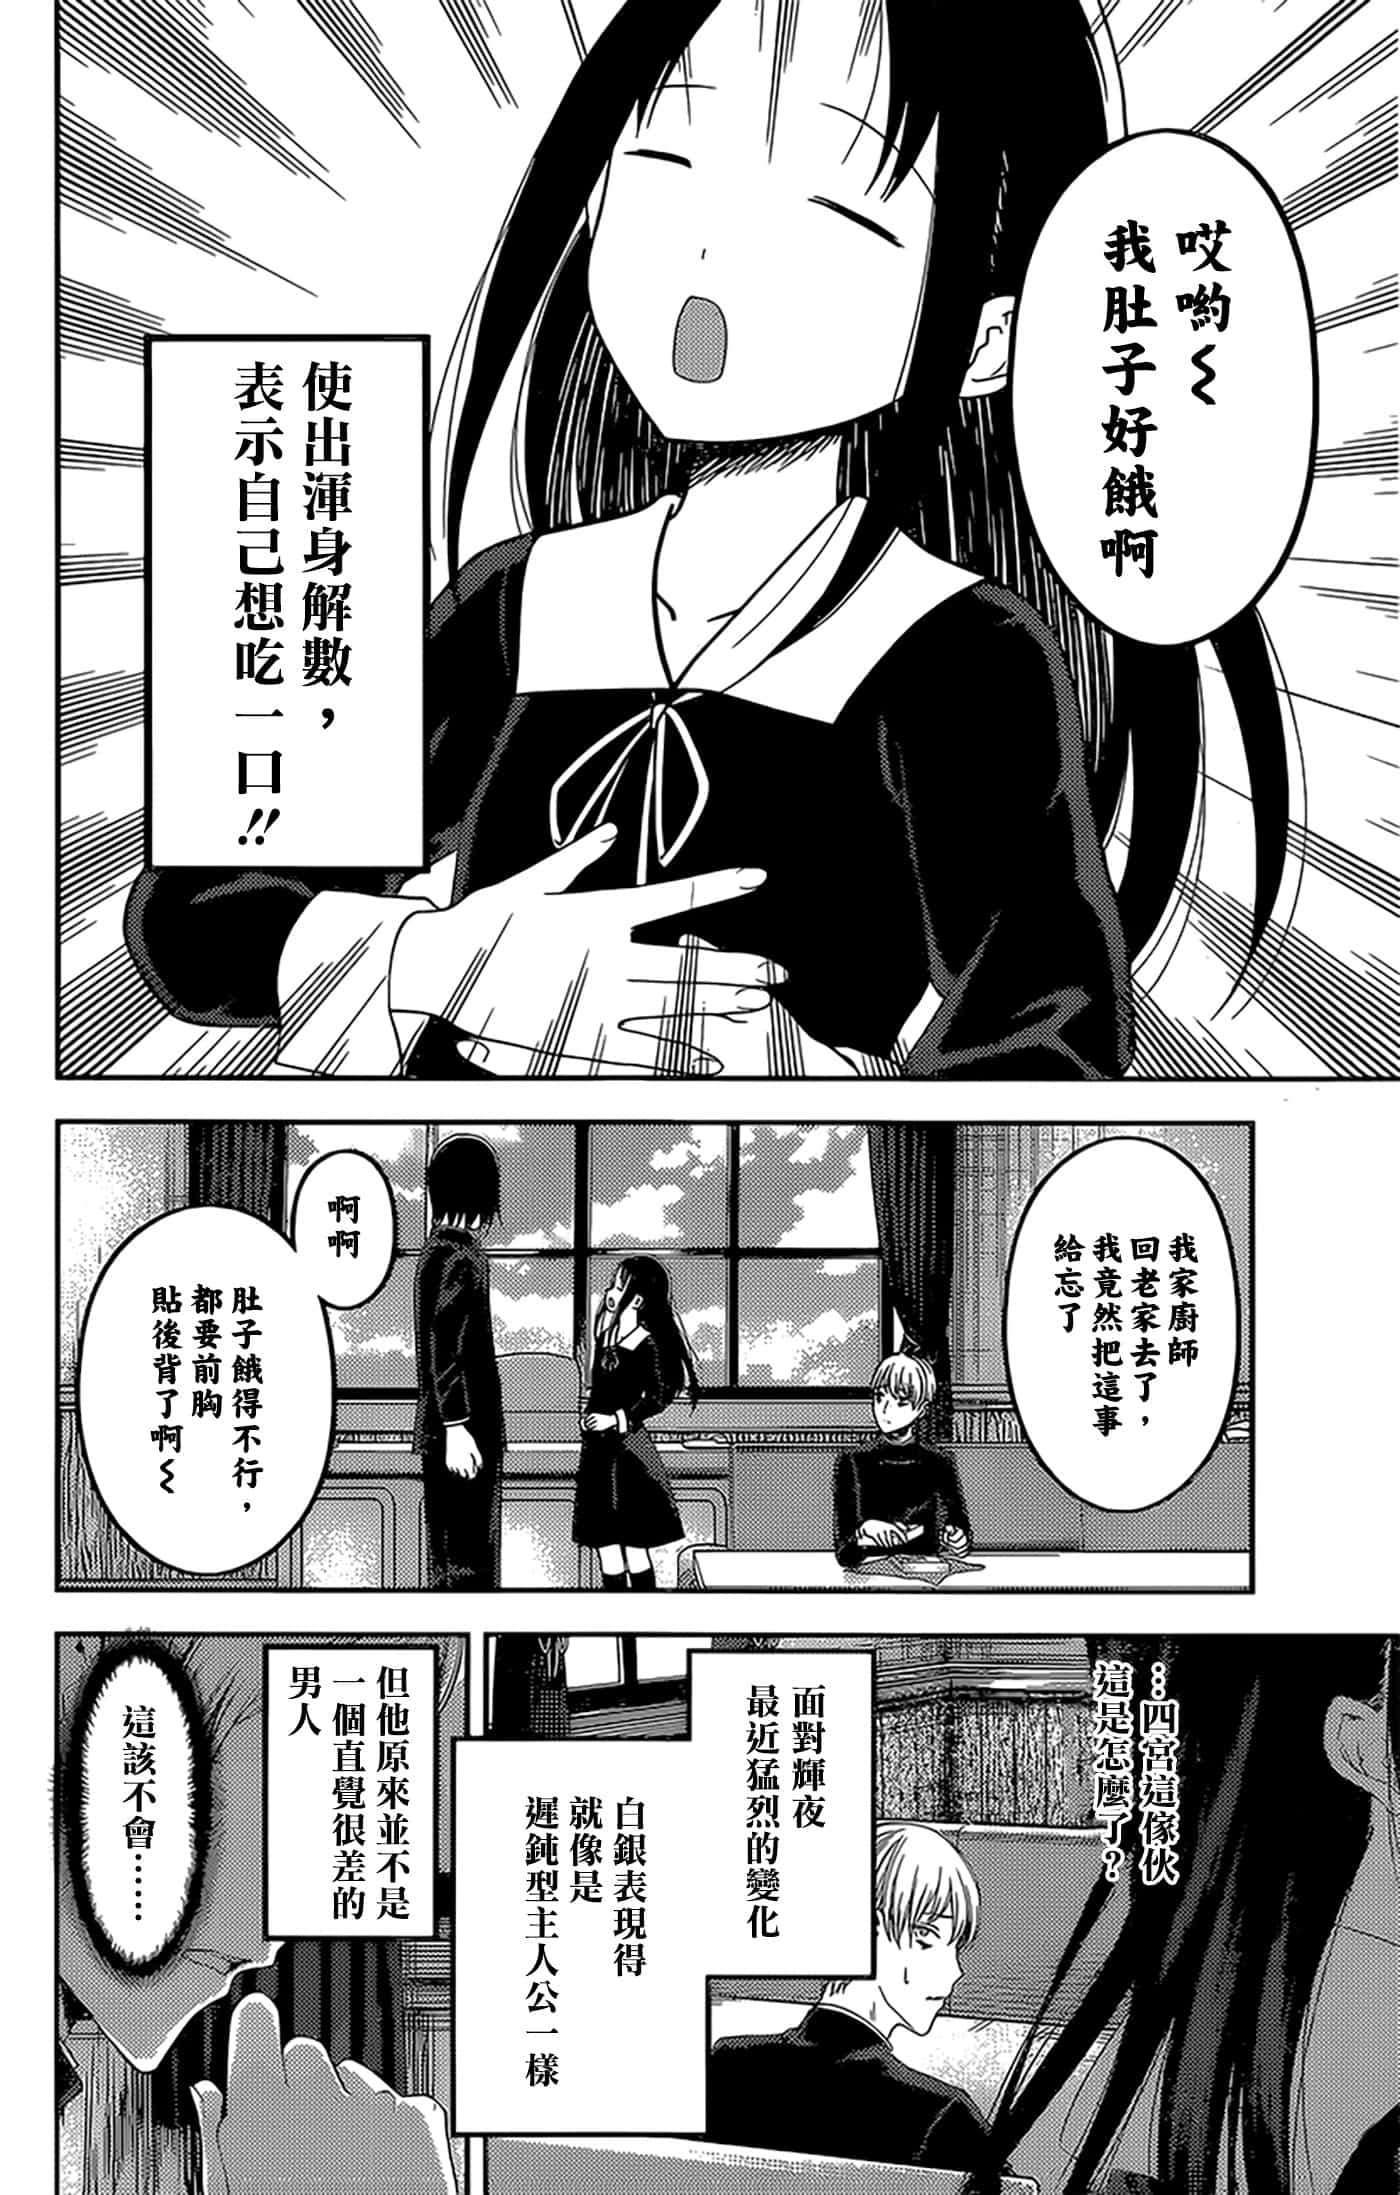 哎喲~
我肚子好餓啊
使出渾身解數，
表示自己想吃一口!!
我家廚師
回老家去了，
我竟然把這事
給忘了
啊啊
肚子餓得不行，
都要前胸
貼後背了啊~
…四宮這傢伙
這是怎麼了？
面對輝夜
最近猛烈的變化
白銀表現得
就像是
遲鈍型主人公一樣
但他原來並不是
一個直覺很差的
男人
這該不會……